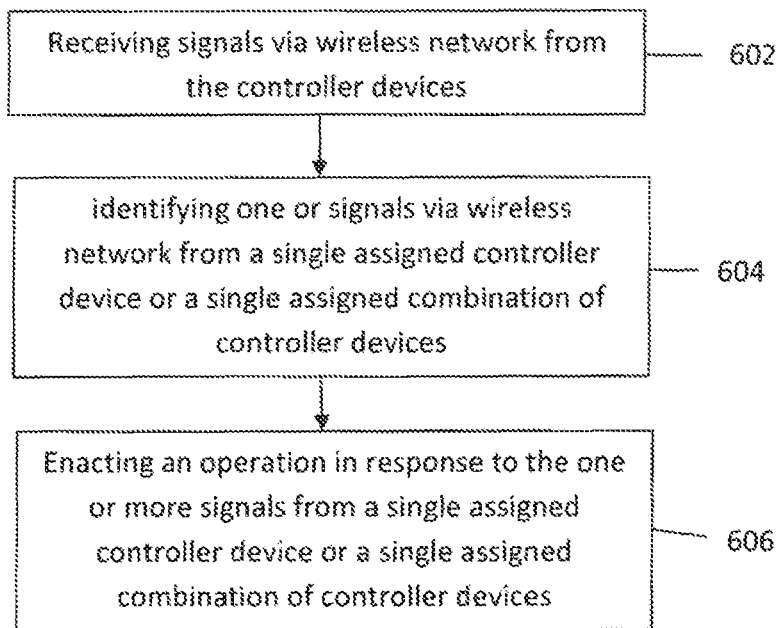 Receiving signals via wireless network from
the controller devices
602
identifying one or signals via wireless
network from a single assigned controller
device or a single assigned combination of
controller devices
604
Enacting an operation in response to the one
or more signals from a single assigned
controller device or a single assigned
combination of controller devices
606